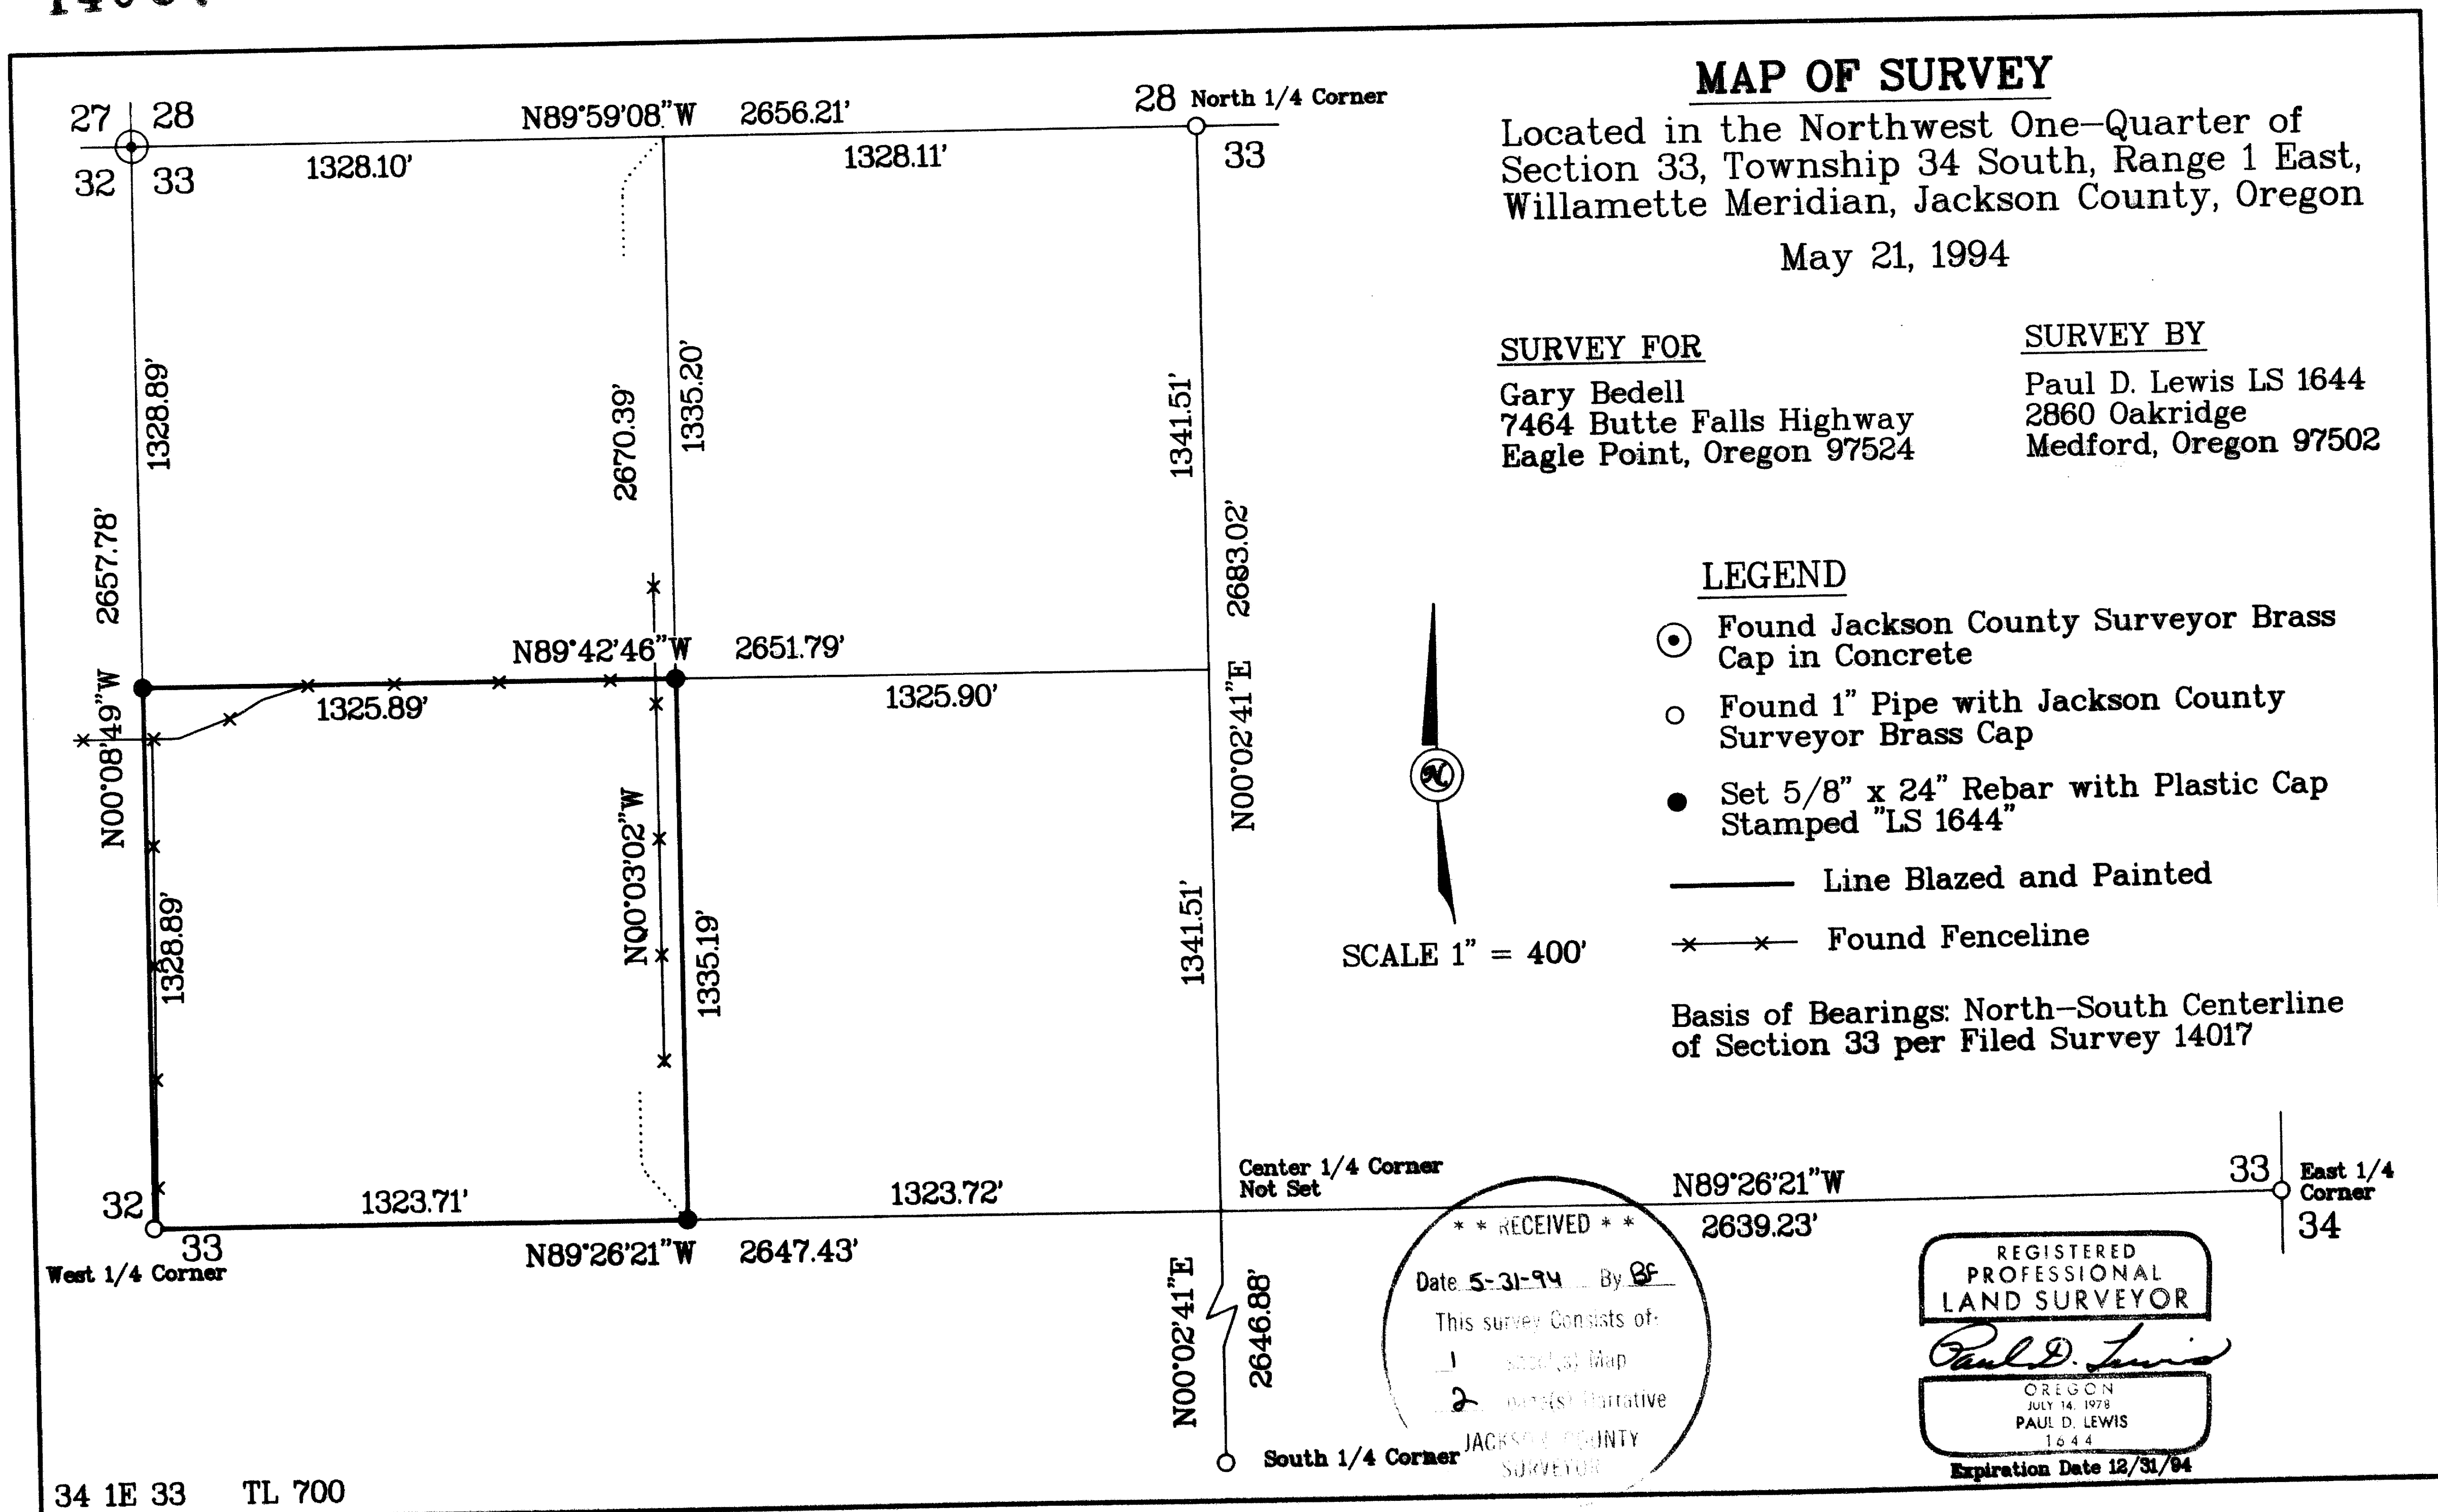 MAP OF SURVEY
Located in the Northwest One-Quarter of
Section 33, Township 34 South, Range 1 East,
Willamette Meridian, Jackson County, Oregon
May 21, 1994
SURVEY FOR
Gary Bedell
7464 Butte Falls Highway
Eagle Point, Oregon 97524
SURVEY BY
Paul D. Lewis LS 1644
2860 Oakridge
Medford, Oregon 97502
LEGEND
Found Jackson County Surveyor Brass
Cap in Concrete
Found 1" Pipe with Jackson County
Surveyor Brass Cap
Set 5/8" x 24" Rebar with Plastic Cap
Stamped "LS 1644"
Line Blazed and Painted
Found Fenceline
Basis of Bearings: North-South Centerline
of Section 33 per Filed Survey 14017
N
SCALE 1" = 400'
27 28
32 33
N89°59'08"W 2656.21'
1328.10'
1328.11'
28 North 1/4 Corner
33
1328.89'
2657.78'
N00°08'49"W
1328.89'
2670.39'
1335.20'
N00°03'02"W
1335.19'
1341.51'
2683.02'
N00°02'41"E
1341.51'
N89°42'46"W 2651.79'
1325.89'
1325.90'
32
33
West 1/4 Corner
1323.71'
1323.72'
N89°26'21"W 2647.43'
Center 1/4 Corner
Not Set
N89°26'21"W
2639.23'
33 East 1/4
Corner
34
N00°02'41"E
2646.88'
South 1/4 Corner
* * RECEIVED * *
Date 5-31-94 By BF
This survey Consists of:
1 Map
2 Narrative
JACKSON COUNTY
SURVEYOR
REGISTERED
PROFESSIONAL
LAND SURVEYOR
Paul D. Lewis
OREGON
JULY 14, 1978
PAUL D. LEWIS
1644
Expiration Date 12/31/94
34 1E 33 TL 700